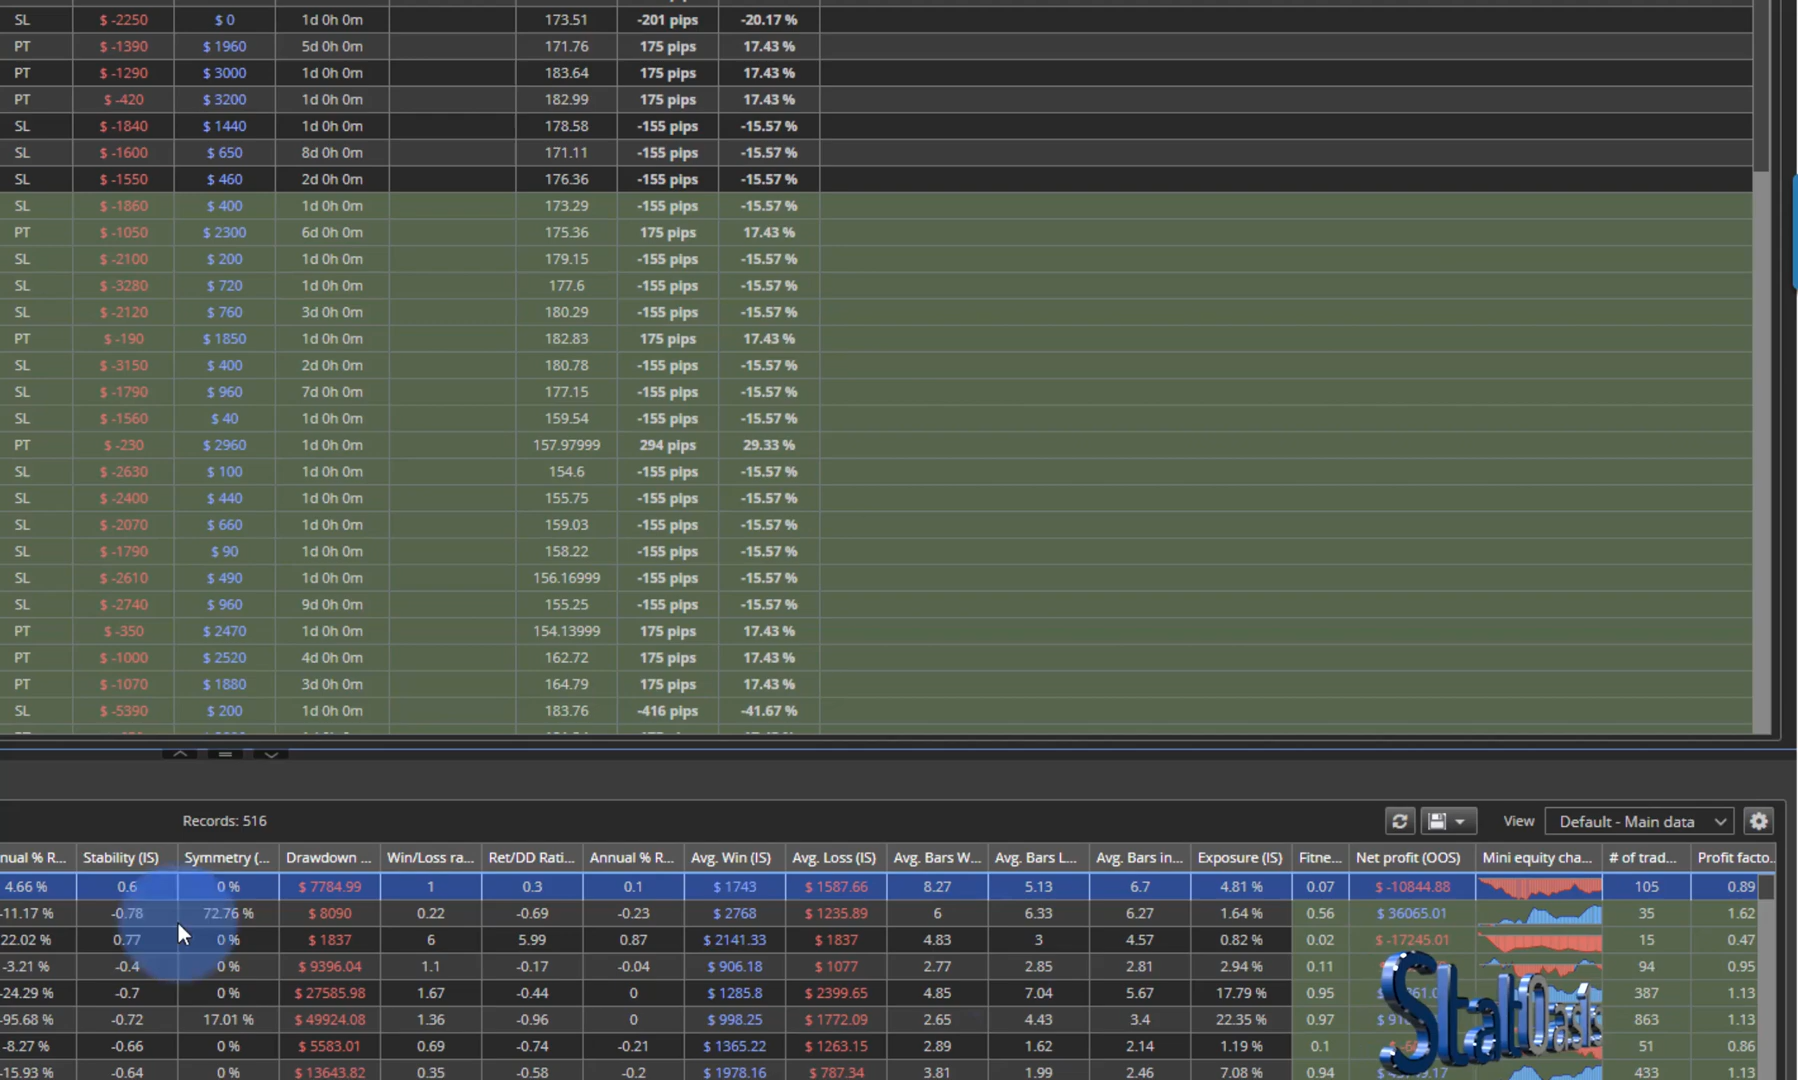 SL $ -2250 $ 0 1d 0h 0m 173.51 -201 pips -20.17 %
PT $ -1390 $ 1960 5d 0h 0m 171.76 175 pips 17.43 %
PT $ -1290 $ 3000 1d 0h 0m 183.64 175 pips 17.43 %
PT $ -420 $ 3200 1d 0h 0m 182.99 175 pips 17.43 %
SL $ -1840 $ 1440 1d 0h 0m 178.58 -155 pips -15.57 %
SL $ -1600 $ 650 8d 0h 0m 171.11 -155 pips -15.57 %
SL $ -1550 $ 460 2d 0h 0m 176.36 -155 pips -15.57 %
SL $ -1860 $ 400 1d 0h 0m 173.29 -155 pips -15.57 %
PT $ -1050 $ 2300 6d 0h 0m 175.36 175 pips 17.43 %
SL $ -2100 $ 200 1d 0h 0m 179.15 -155 pips -15.57 %
SL $ -3280 $ 720 1d 0h 0m 177.6 -155 pips -15.57 %
SL $ -2120 $ 760 3d 0h 0m 180.29 -155 pips -15.57 %
PT $ -190 $ 1850 1d 0h 0m 182.83 175 pips 17.43 %
SL $ -3150 $ 400 2d 0h 0m 180.78 -155 pips -15.57 %
SL $ -1790 $ 960 7d 0h 0m 177.15 -155 pips -15.57 %
SL $ -1560 $ 40 1d 0h 0m 159.54 -155 pips -15.57 %
PT $ -230 $ 2960 1d 0h 0m 157.97999 294 pips 29.33 %
SL $ -2630 $ 100 1d 0h 0m 154.6 -155 pips -15.57 %
SL $ -2400 $ 440 1d 0h 0m 155.75 -155 pips -15.57 %
SL $ -2070 $ 660 1d 0h 0m 159.03 -155 pips -15.57 %
SL $ -1790 $ 90 1d 0h 0m 158.22 -155 pips -15.57 %
SL $ -2610 $ 490 1d 0h 0m 156.16999 -155 pips -15.57 %
SL $ -2740 $ 960 9d 0h 0m 155.25 -155 pips -15.57 %
PT $ -350 $ 2470 1d 0h 0m 154.13999 175 pips 17.43 %
PT $ -1000 $ 2520 4d 0h 0m 162.72 175 pips 17.43 %
PT $ -1070 $ 1880 3d 0h 0m 164.79 175 pips 17.43 %
SL $ -5390 $ 200 1d 0h 0m 183.76 -416 pips -41.67 %
Records: 516 View Default - Main data
nual % R... Stability (IS) Symmetry (... Drawdown ... Win/Loss ra... Ret/DD Rati... Annual % R... Avg. Win (IS) Avg. Loss (IS) Avg. Bars W... Avg. Bars L... Avg. Bars in... Exposure (IS) Fitne... Net profit (OOS) Mini equity cha... # of trad... Profit facto...
4.66 % 0.6 0 % $ 7784.99 1 0.3 0.1 $ 1743 $ 1587.66 8.27 5.13 6.7 4.81 % 0.07 $ -10844.88 105 0.89
-11.17 % -0.78 72.76 % $ 8090 0.22 -0.69 -0.23 $ 2768 $ 1235.89 6 6.33 6.27 1.64 % 0.56 $ 36065.01 35 1.62
22.02 % 0.77 0 % $ 1837 6 5.99 0.87 $ 2141.33 $ 1837 4.83 3 4.57 0.82 % 0.02 $ -17245.01 15 0.47
-3.21 % -0.4 0 % $ 9396.04 1.1 -0.17 -0.04 $ 906.18 $ 1077 2.77 2.85 2.81 2.94 % 0.11 94 0.95
-24.29 % -0.7 0 % $ 27585.98 1.67 -0.44 0 $ 1285.8 $ 2399.65 4.85 7.04 5.67 17.79 % 0.95 387 1.13
-95.68 % -0.72 17.01 % $ 49924.08 1.36 -0.96 0 $ 998.25 $ 1772.09 2.65 4.43 3.4 22.35 % 0.97 863 1.13
-8.27 % -0.66 0 % $ 5583.01 0.69 -0.74 -0.21 $ 1365.22 $ 1263.15 2.89 1.62 2.14 1.19 % 0.1 51 0.86
-15.93 % -0.64 0 % $ 13643.82 0.35 -0.58 -0.2 $ 1978.16 $ 787.34 3.81 1.99 2.46 7.08 % 0.94 433 1.13
StatOasis